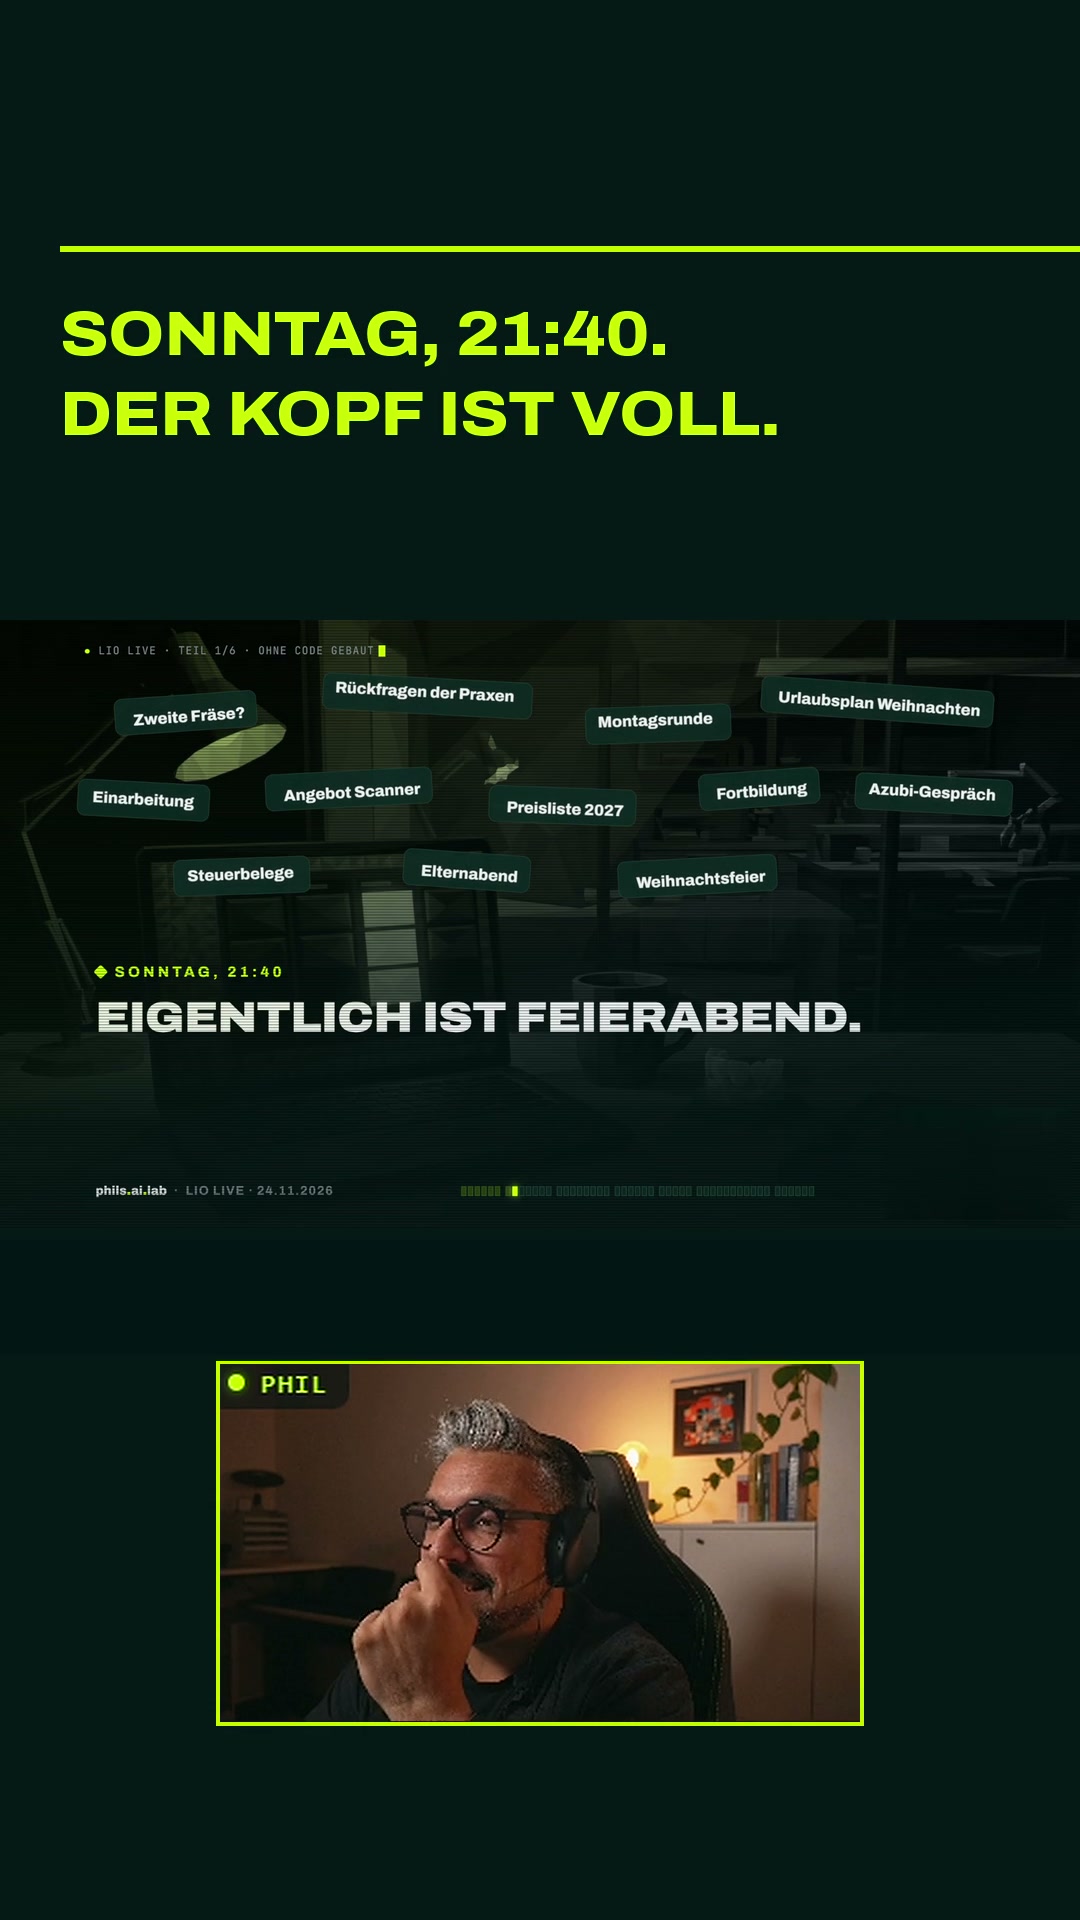 SONNTAG, 21:40.
DER KOPF IST VOLL.
● LIO LIVE · TEIL 1/6 · OHNE CODE GEBAUT
Zweite Fräse?
Rückfragen der Praxen
Montagsrunde
Urlaubsplan Weihnachten
Einarbeitung
Angebot Scanner
Preisliste 2027
Fortbildung
Azubi-Gespräch
Steuerbelege
Elternabend
Weihnachtsfeier
SONNTAG, 21:40
EIGENTLICH IST FEIERABEND.
phils.ai.lab · LIO LIVE · 24.11.2026
PHIL